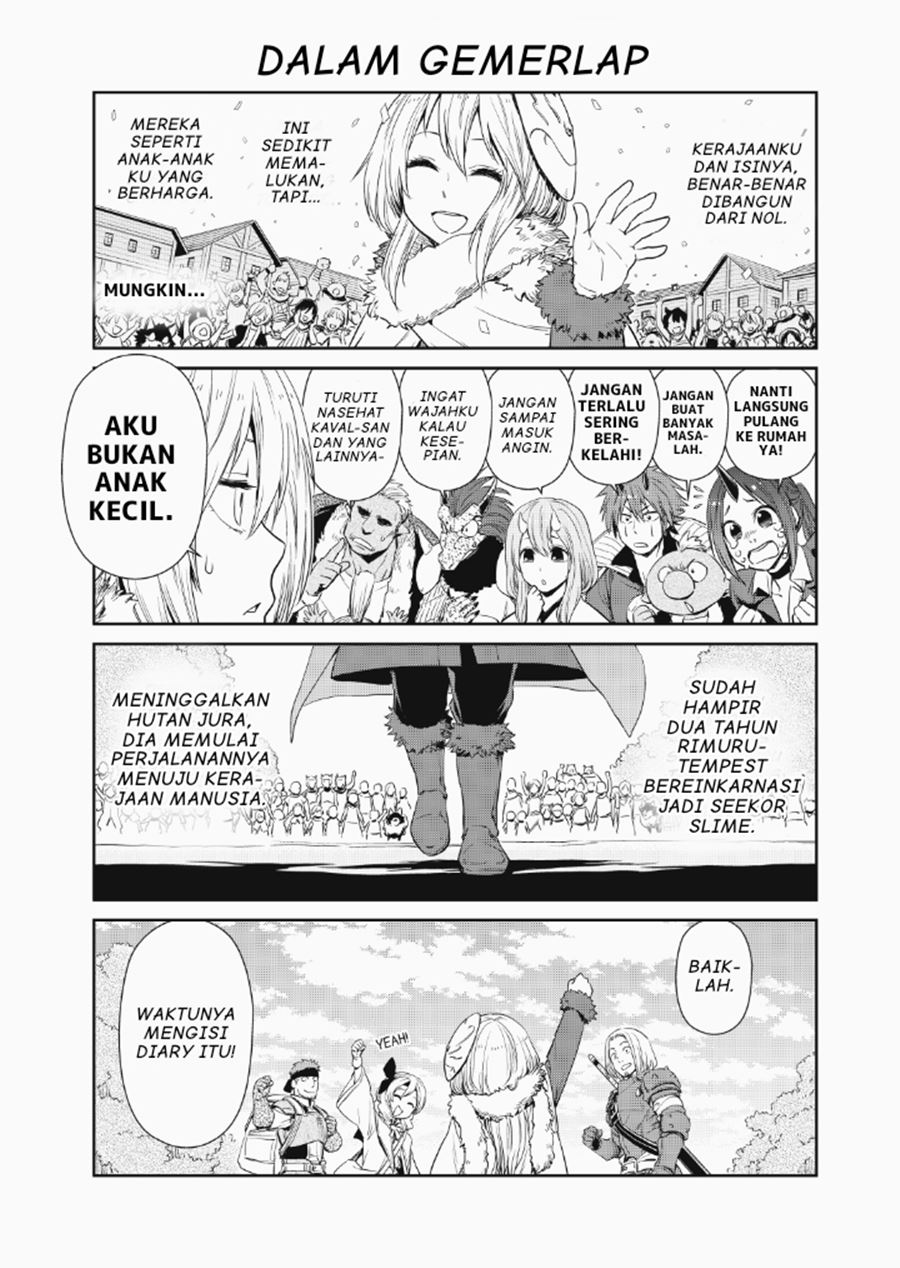 DALAM GEMERLAP
KERAJAANKU
DAN ISINYA,
BENAR-BENAR
DIBANGUN
DARI NOL.
INI
SEDIKIT
MEMA-
LUKAN,
TAPI...
MEREKA
SEPERTI
ANAK-ANAK
KU YANG
BERHARGA.
MUNGKIN...
NANTI
LANGSUNG
PULANG
KE RUMAH
YA!
JANGAN
BUAT
BANYAK
MASA-
LAH.
JANGAN
TERLALU
SERING
BER-
KELAHI!
JANGAN
SAMPAI
MASUK
ANGIN.
INGAT
WAJAHKU
KALAU
KESE-
PIAN.
TURUTI
NASEHAT
KAVAL-SAN
DAN YANG
LAINNYA-
AKU
BUKAN
ANAK
KECIL.
SUDAH
HAMPIR
DUA TAHUN
RIMURU-
TEMPEST
BEREINKARNASI
JADI SEEKOR
SLIME.
MENINGGALKAN
HUTAN JURA,
DIA MEMULAI
PERJALANANNYA
MENUJU KERA-
JAAN MANUSIA.
BAIK-
LAH.
YEAH!
WAKTUNYA
MENGISI
DIARY ITU!